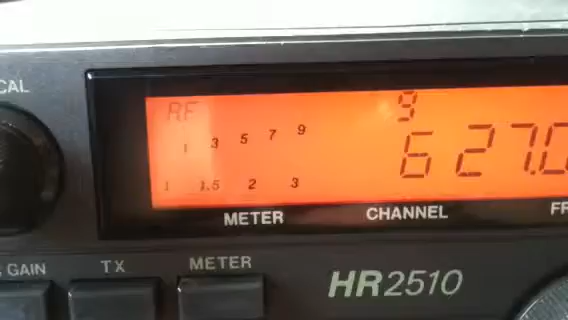 CAL
RF
9
1 3 5 7 9
627.0
1 1.5 2 3
METER CHANNEL FR
GAIN TX METER
HR2510